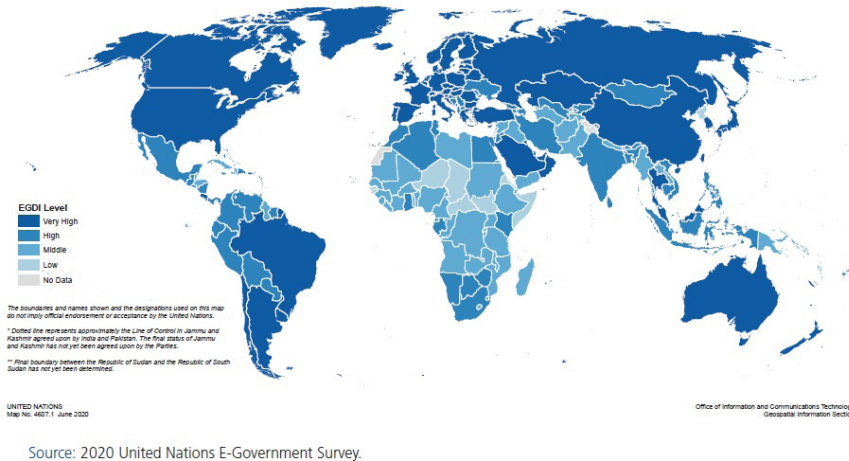 EGDI Level
Very High
High
Middle
Low
No Data
The boundaries and names shown and the designations used on this map
do not imply official endorsement or acceptance by the United Nations.
* Dotted line represents approximately the Line of Control in Jammu and
Kashmir agreed upon by India and Pakistan. The final status of Jammu
and Kashmir has not yet been agreed upon by the Parties.
** Final boundary between the Republic of Sudan and the Republic of South
Sudan has not yet been determined.
UNITED NATIONS
Map No. 4607.1 June 2020
Office of Information and Communications Technolog
Geospatial Information Sectio
Source: 2020 United Nations E-Government Survey.